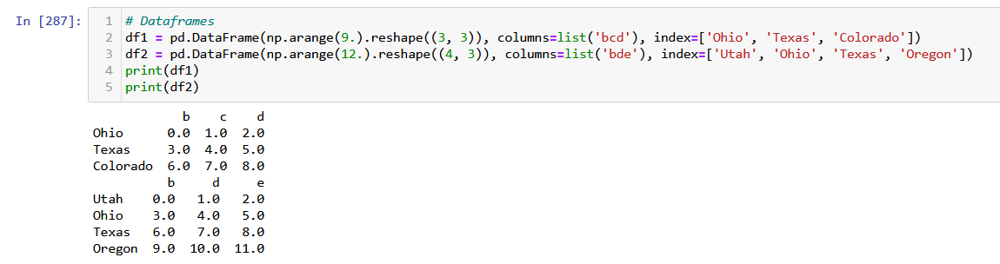 In [287]:
1 # Dataframes
2 df1 = pd.DataFrame(np.arange(9.).reshape((3, 3)), columns=list('bcd'), index=['Ohio', 'Texas', 'Colorado'])
3 df2 = pd.DataFrame(np.arange(12.).reshape((4, 3)), columns=list('bde'), index=['Utah', 'Ohio', 'Texas', 'Oregon'])
4 print(df1)
5 print(df2)
b c d
Ohio 0.0 1.0 2.0
Texas 3.0 4.0 5.0
Colorado 6.0 7.0 8.0
b d e
Utah 0.0 1.0 2.0
Ohio 3.0 4.0 5.0
Texas 6.0 7.0 8.0
Oregon 9.0 10.0 11.0